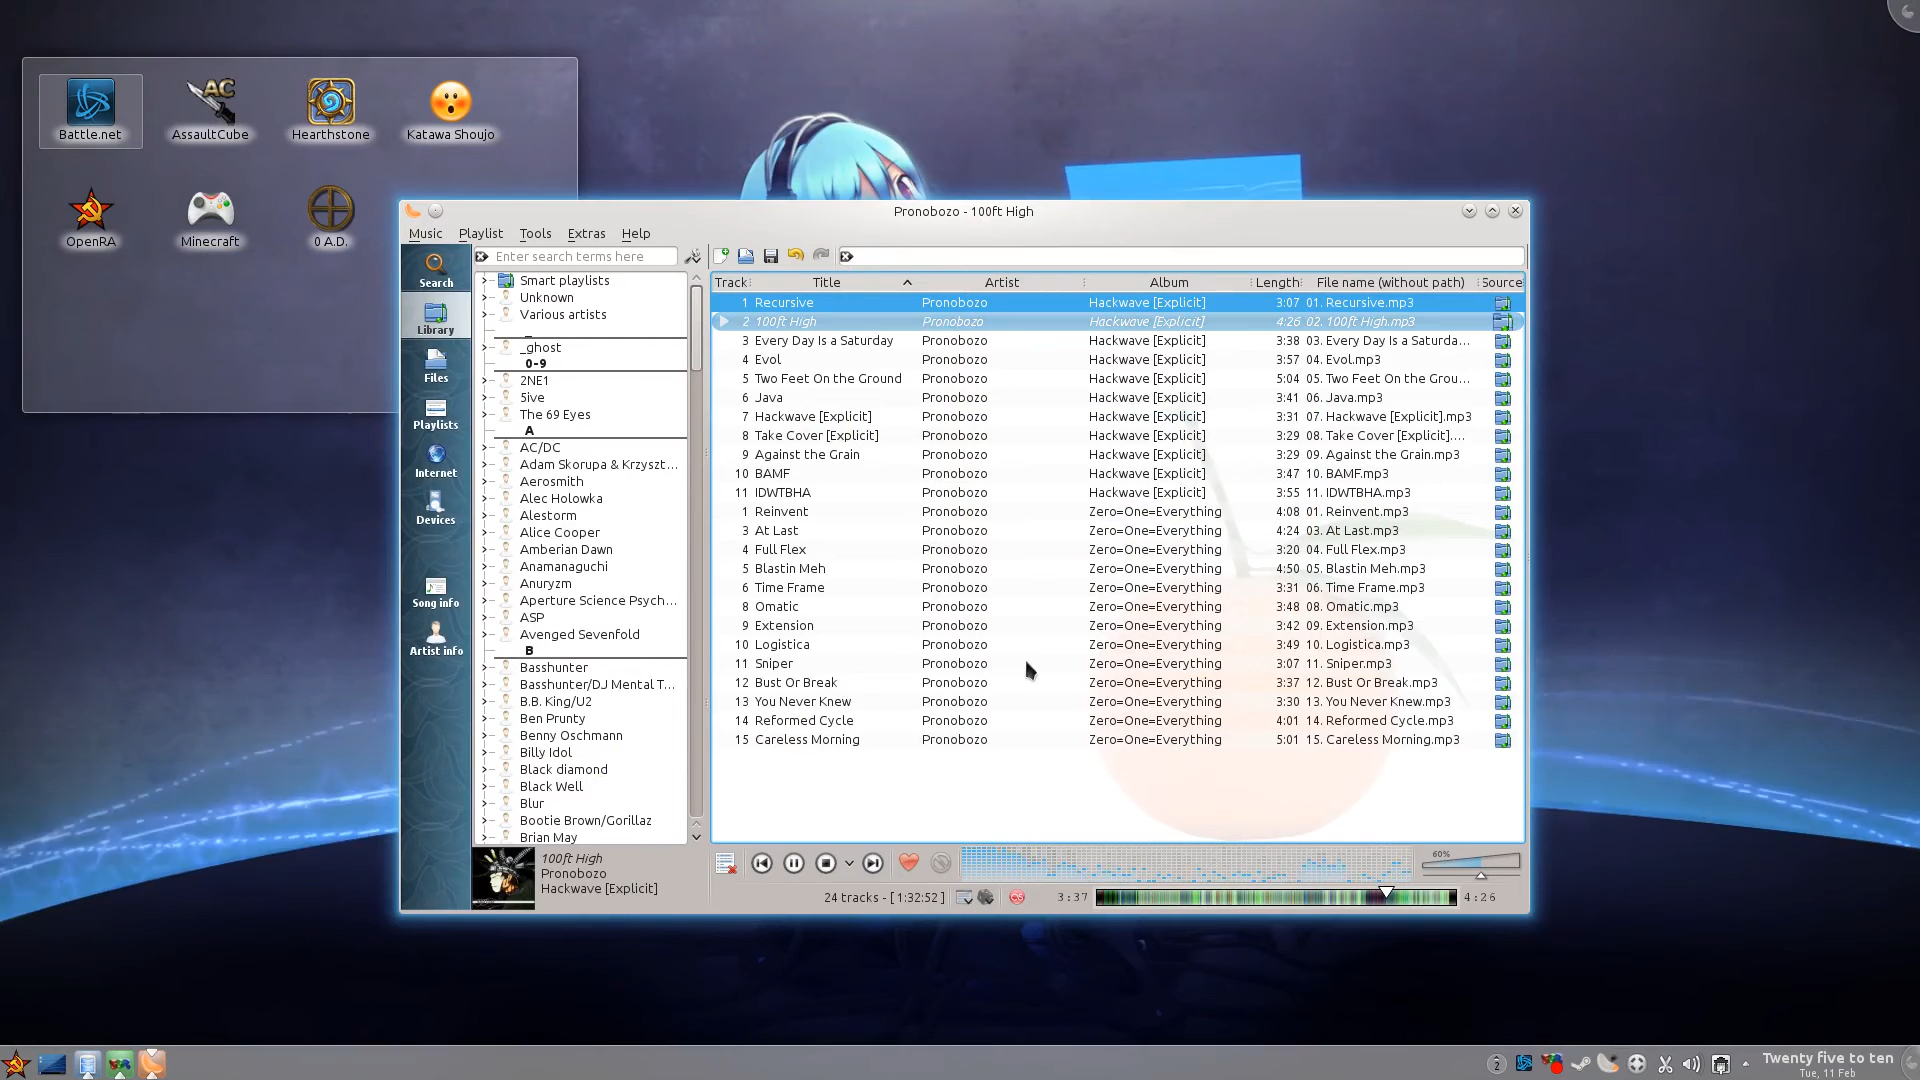 Battle.net
AssaultCube
Hearthstone
Katawa Shoujo
OpenRA
Minecraft
0 A.D.
Pronobozo - 100ft High
Music Playlist Tools Extras Help
Enter search terms here
Search
Library
Files
Playlists
Internet
Devices
Song info
Artist info
Smart playlists
Unknown
Various artists
_
_ghost
0-9
2NE1
5ive
The 69 Eyes
A
AC/DC
Adam Skorupa & Krzyszt...
Aerosmith
Alec Holowka
Alestorm
Alice Cooper
Amberian Dawn
Anamanaguchi
Anuryzm
Aperture Science Psych...
ASP
Avenged Sevenfold
B
Basshunter
Basshunter/DJ Mental T...
B.B. King/U2
Ben Prunty
Benny Oschmann
Billy Idol
Black diamond
Black Well
Blur
Bootie Brown/Gorillaz
Brian May
Track Title Artist Album Length File name (without path) Source
1 Recursive Pronobozo Hackwave [Explicit] 3:07 01. Recursive.mp3
2 100ft High Pronobozo Hackwave [Explicit] 4:26 02. 100ft High.mp3
3 Every Day Is a Saturday Pronobozo Hackwave [Explicit] 3:38 03. Every Day Is a Saturda...
4 Evol Pronobozo Hackwave [Explicit] 3:57 04. Evol.mp3
5 Two Feet On the Ground Pronobozo Hackwave [Explicit] 5:04 05. Two Feet On the Grou...
6 Java Pronobozo Hackwave [Explicit] 3:41 06. Java.mp3
7 Hackwave [Explicit] Pronobozo Hackwave [Explicit] 3:31 07. Hackwave [Explicit].mp3
8 Take Cover [Explicit] Pronobozo Hackwave [Explicit] 3:29 08. Take Cover [Explicit]....
9 Against the Grain Pronobozo Hackwave [Explicit] 3:29 09. Against the Grain.mp3
10 BAMF Pronobozo Hackwave [Explicit] 3:47 10. BAMF.mp3
11 IDWTBHA Pronobozo Hackwave [Explicit] 3:55 11. IDWTBHA.mp3
1 Reinvent Pronobozo Zero=One=Everything 4:08 01. Reinvent.mp3
3 At Last Pronobozo Zero=One=Everything 4:24 03. At Last.mp3
4 Full Flex Pronobozo Zero=One=Everything 3:20 04. Full Flex.mp3
5 Blastin Meh Pronobozo Zero=One=Everything 4:50 05. Blastin Meh.mp3
6 Time Frame Pronobozo Zero=One=Everything 3:31 06. Time Frame.mp3
8 Omatic Pronobozo Zero=One=Everything 3:48 08. Omatic.mp3
9 Extension Pronobozo Zero=One=Everything 3:42 09. Extension.mp3
10 Logistica Pronobozo Zero=One=Everything 3:49 10. Logistica.mp3
11 Sniper Pronobozo Zero=One=Everything 3:07 11. Sniper.mp3
12 Bust Or Break Pronobozo Zero=One=Everything 3:37 12. Bust Or Break.mp3
13 You Never Knew Pronobozo Zero=One=Everything 3:30 13. You Never Knew.mp3
14 Reformed Cycle Pronobozo Zero=One=Everything 4:01 14. Reformed Cycle.mp3
15 Careless Morning Pronobozo Zero=One=Everything 5:01 15. Careless Morning.mp3
100ft High
Pronobozo
Hackwave [Explicit]
60%
24 tracks - [ 1:32:52 ]
3:37
4:26
2
Twenty five to ten
Tue, 11 Feb